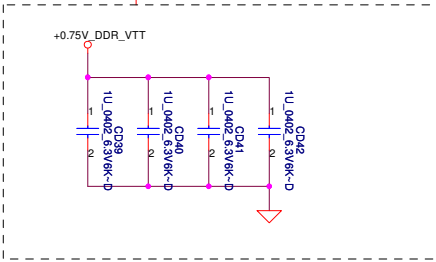 +0.75V_DDR_VTT
1
2
1U_0402_6.3V6K~D
CD39
1
2
1U_0402_6.3V6K~D
CD40
1
2
1U_0402_6.3V6K~D
CD41
1
2
1U_0402_6.3V6K~D
CD42